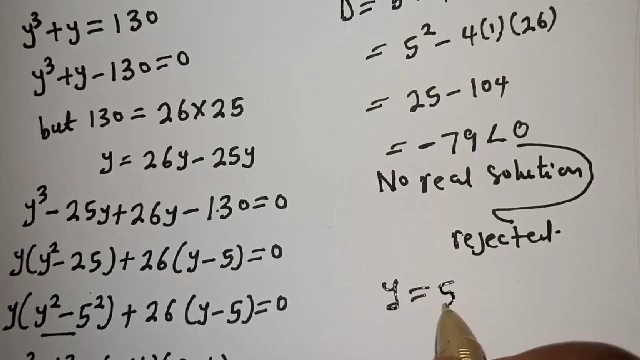 y³+y=130
y³+y-130=0
but 130=26×25
y=26y-25y
y³-25y+26y-130=0
y(y²-25)+26(y-5)=0
y(y²-5²)+26(y-5)=0
D=
= 5²-4(1)(26)
= 25-104
= -79<0
No real solution
rejected.
y=5